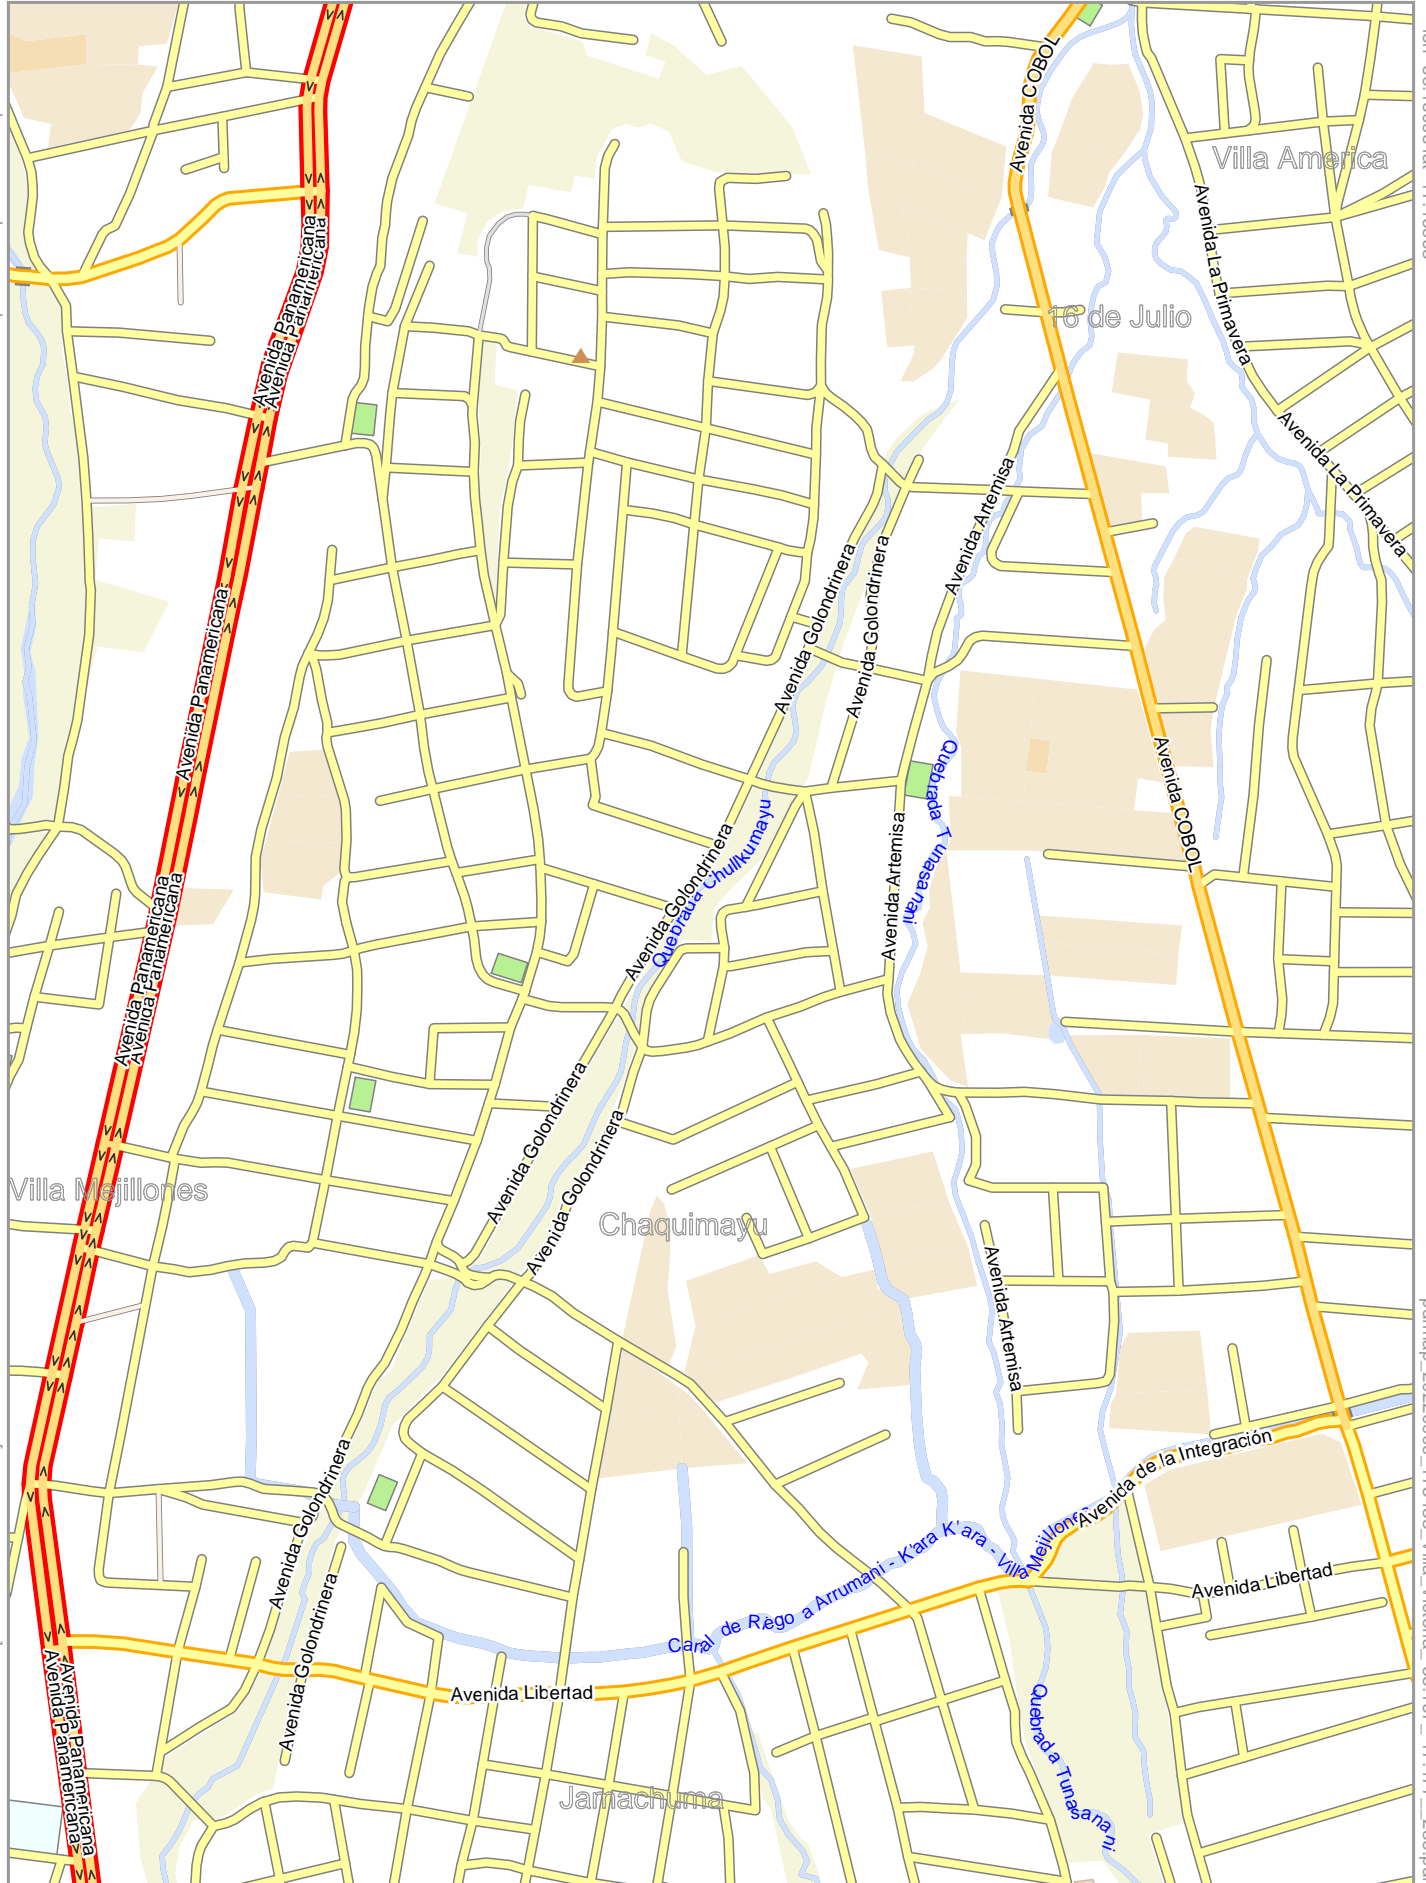 Avenida COBOL
Villa America
Avenida La Primavera
Avenida Panamericana
Avenida Panamericana
16 de Julio
Avenida La Primavera
Avenida Artemisa
Avenida Golondrinera
Avenida Golondrinera
Avenida Panamericana
Avenida COBOL
Quebrada Tunasanani
Quebrada Chullkumayu
Avenida Golondrinera
Avenida Artemisa
Avenida Panamericana
Avenida Panamericana
Avenida Golondrinera
Avenida Golondrinera
Villa Mejillones
Chaquimayu
Avenida Artemisa
Avenida Golondrinera
Avenida de la Integración
Canal de Riego a Arrumani - K'ara K'ara - Villa Mejillones
Avenida Golondrinera
Avenida Libertad
Avenida Libertad
Avenida Panamericana
Avenida Panamericana
Quebrada Tunasanani
Jamachuma